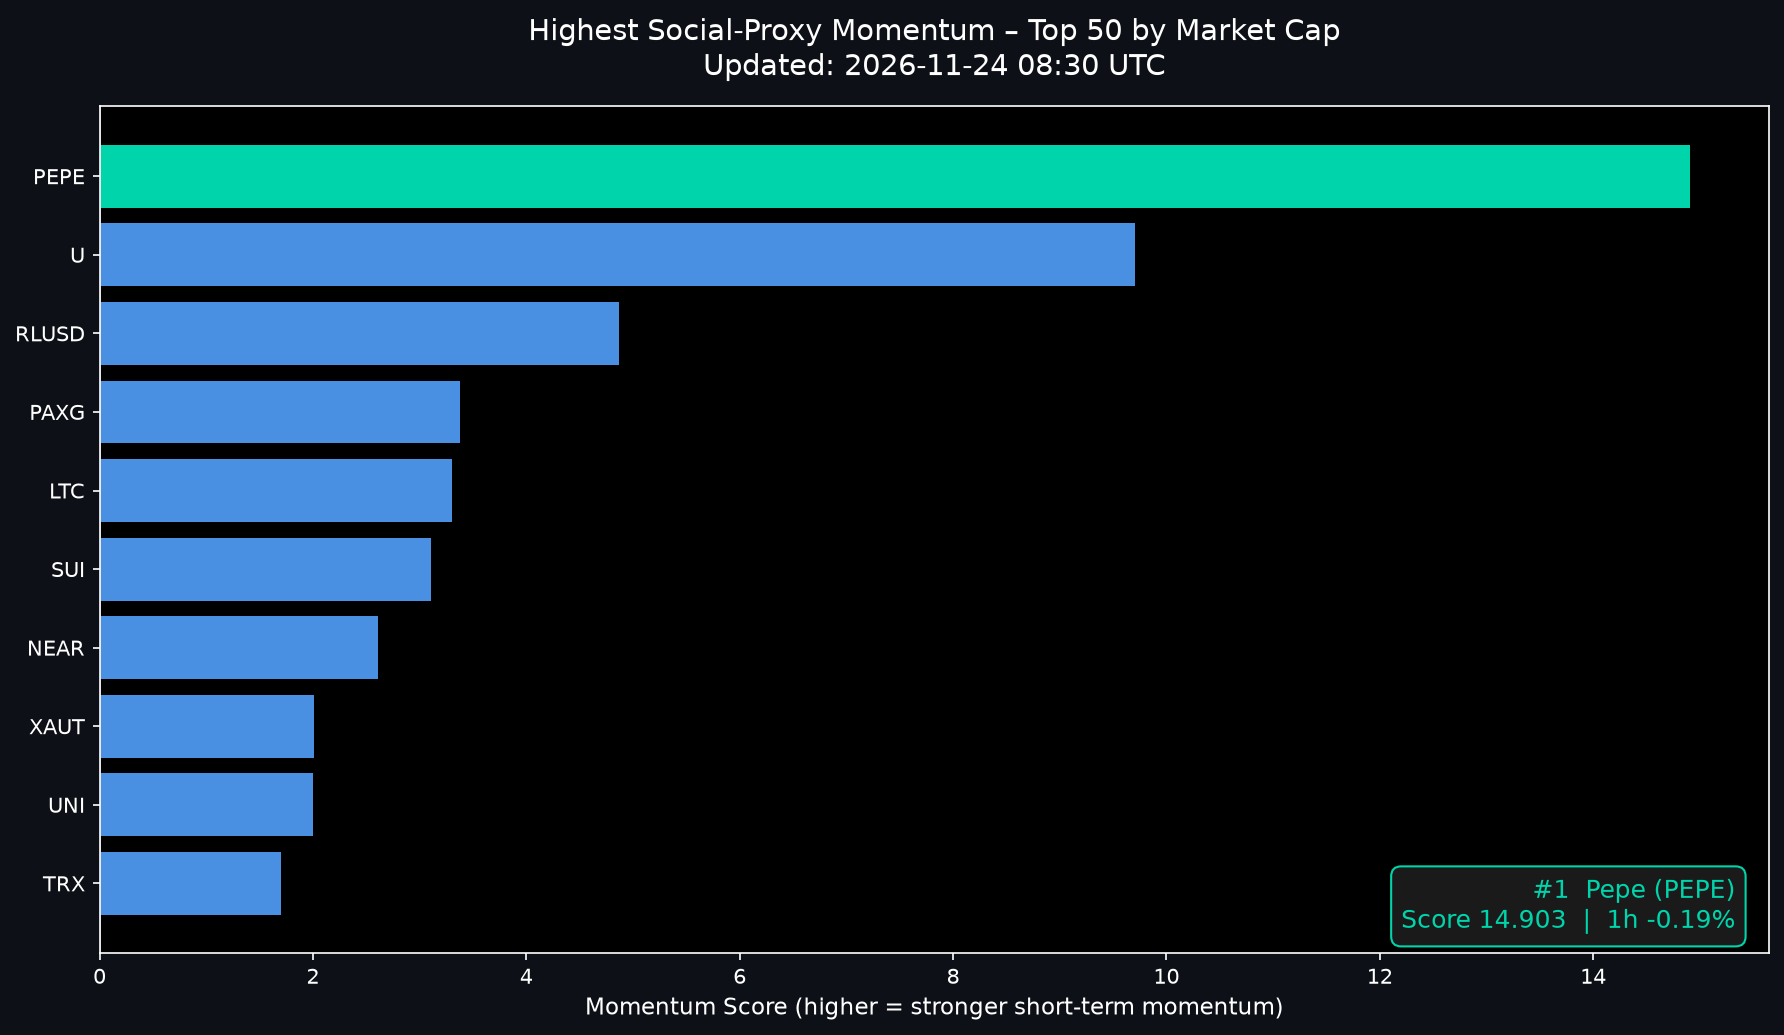 Highest Social-Proxy Momentum – Top 50 by Market Cap
Updated: 2026-11-24 08:30 UTC
PEPE
U
RLUSD
PAXG
LTC
SUI
NEAR
XAUT
UNI
TRX
#1  Pepe (PEPE)
Score 14.903  |  1h -0.19%
0 2 4 6 8 10 12 14
Momentum Score (higher = stronger short-term momentum)